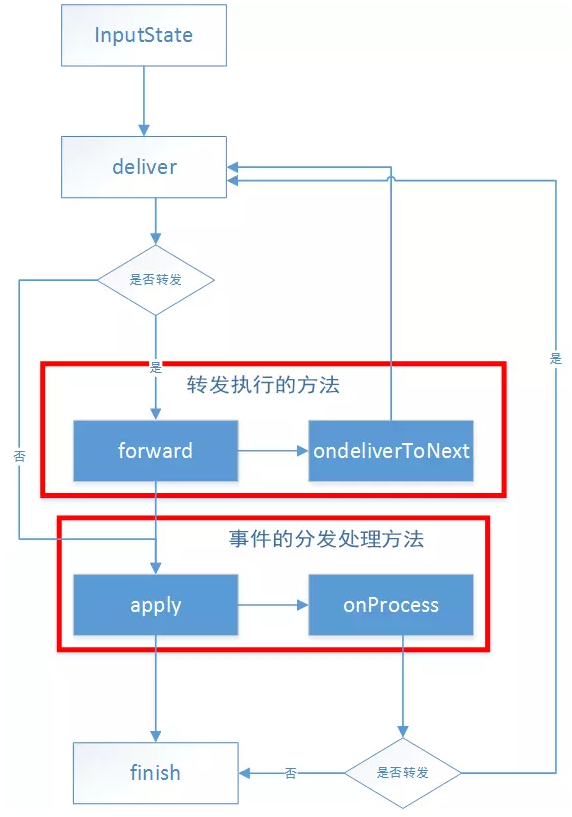 InputState
deliver
是否转发
是
是
转发执行的方法
否
forward
ondeliverToNext
事件的分发处理方法
apply
onProcess
finish
否
是否转发